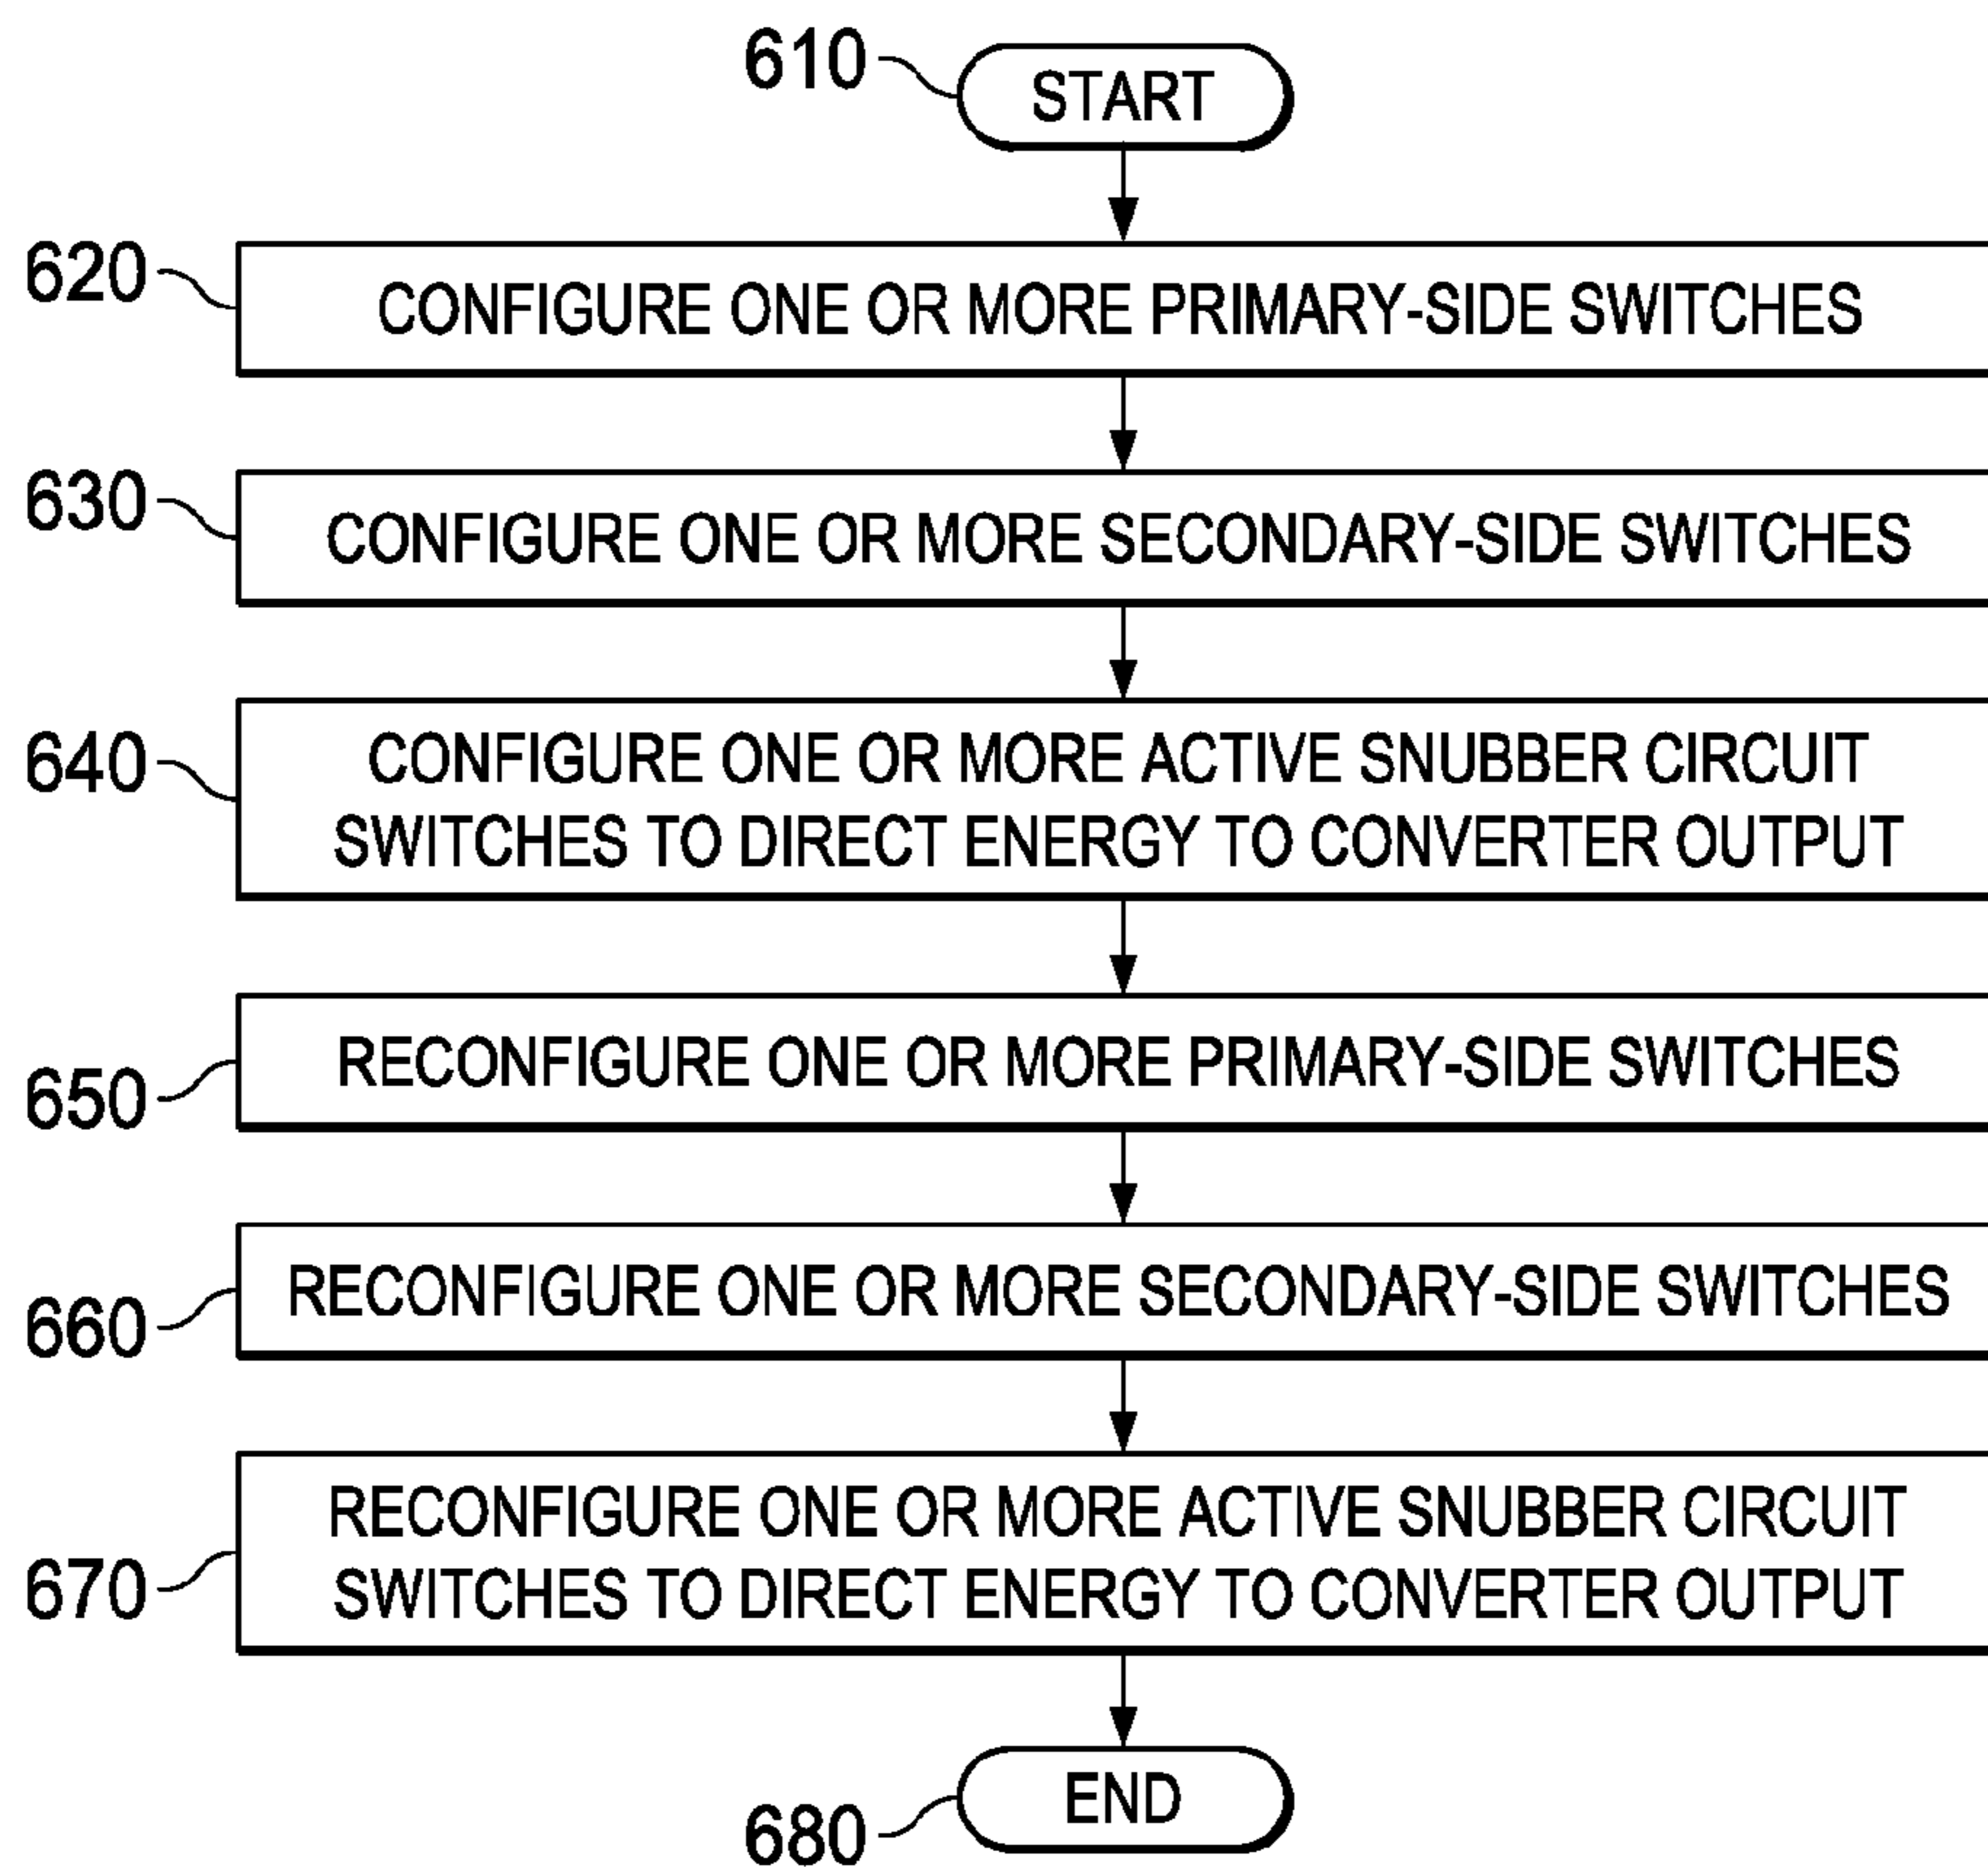 610
START
620
CONFIGURE ONE OR MORE PRIMARY-SIDE SWITCHES
630
CONFIGURE ONE OR MORE SECONDARY-SIDE SWITCHES
640
CONFIGURE ONE OR MORE ACTIVE SNUBBER CIRCUIT
SWITCHES TO DIRECT ENERGY TO CONVERTER OUTPUT
650
RECONFIGURE ONE OR MORE PRIMARY-SIDE SWITCHES
660
RECONFIGURE ONE OR MORE SECONDARY-SIDE SWITCHES
670
RECONFIGURE ONE OR MORE ACTIVE SNUBBER CIRCUIT
SWITCHES TO DIRECT ENERGY TO CONVERTER OUTPUT
680
END